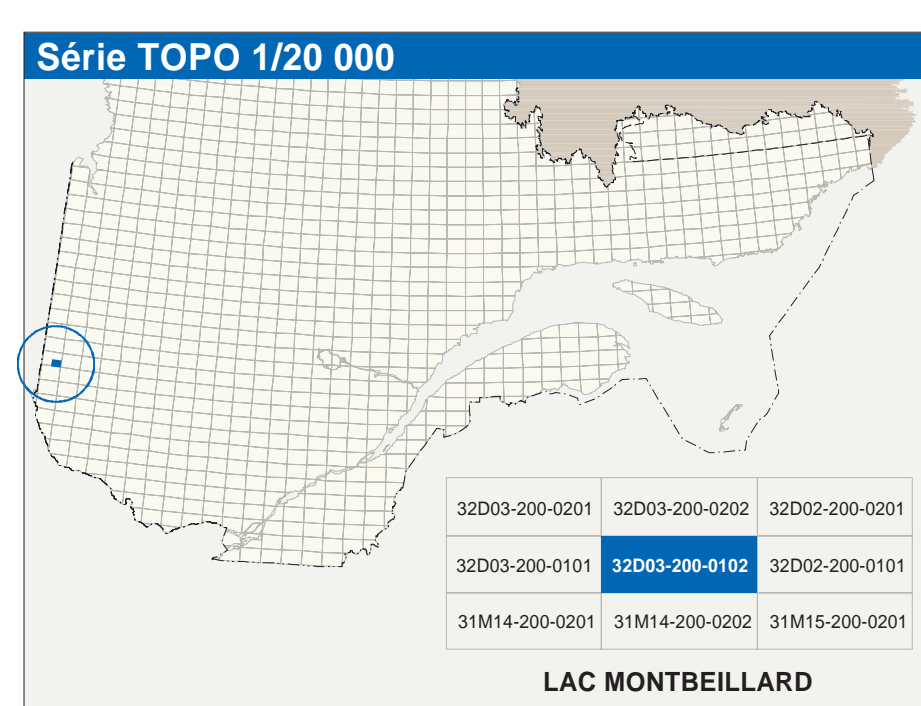 Série TOPO 1/20 000
32D03-200-0201 32D03-200-0202 32D02-200-0201
32D03-200-0101 32D03-200-0102 32D02-200-0101
31M14-200-0201 31M14-200-0202 31M15-200-0201
LAC MONTBEILLARD